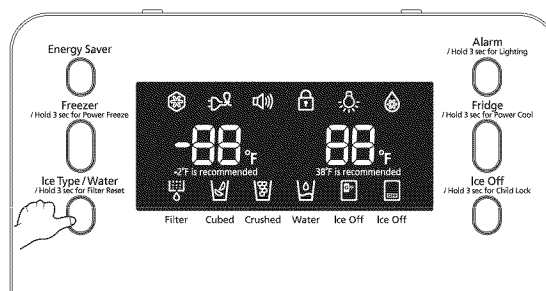 Energy Saver
Alarm
/ Hold 3 sec for Lighting
Freezer
/ Hold 3 sec for Power Freeze
Fridge
/ Hold 3 sec for Power Cool
-88 °F
88 °F
-2°F is recommended
38°F is recommended
Ice Type / Water
/ Hold 3 sec for Filter Reset
Ice Off
/ Hold 3 sec for Child Lock
Filter Cubed Crushed Water Ice Off Ice Off